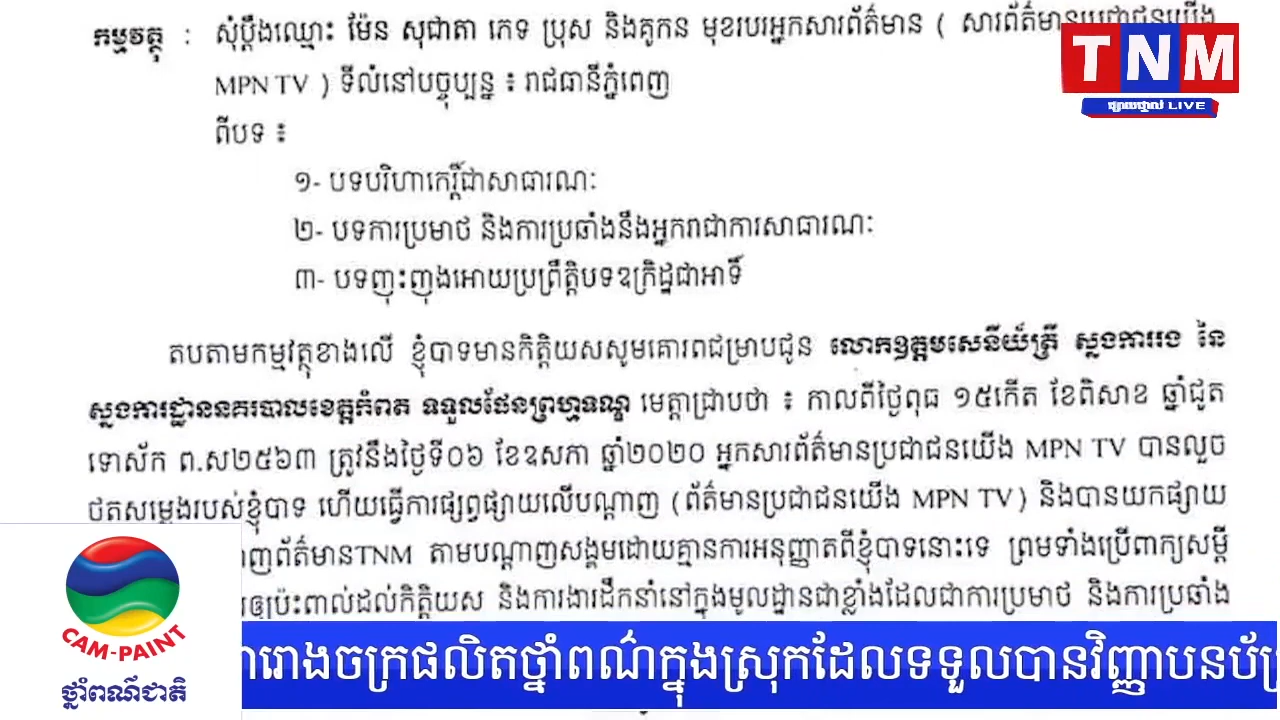 កម្មវត្ថុ ៖ សុំប្ដឹងឈ្មោះ ម៉ែន សុជាតា ភេទ ប្រុស និងគូកន មុខរបរអ្នកសារព័ត៌មាន ( សារព័ត៌មានប្រជាជនយើង
MPN TV ) ទីលំនៅបច្ចុប្បន្ន ៖ រាជធានីភ្នំពេញ
ពីបទ ៖
១- បទបរិហាកេរ្តិ៍ជាសាធារណៈ
២- បទការប្រមាថ និងការប្រឆាំងនឹងអ្នករាជាការសាធារណៈ
៣- បទញុះញុងអោយប្រព្រឹត្តិបទឧក្រិដ្ឋជាអាទិ៍
តបតាមកម្មវត្ថុខាងលើ ខ្ញុំបាទមានកិត្តិយសសូមគោរពជម្រាបជូន លោកឧត្តមសេនីយ៍ត្រី ស្នងការរង នៃ
ស្នងការដ្ឋាននគរបាលខេត្តកំពត ទទួលផែនព្រហ្មទណ្ឌ មេត្តាជ្រាបថា ៖ កាលពីថ្ងៃពុធ ១៥កើត ខែពិសាខ ឆ្នាំជូត
ទោស័ក ព.ស២៥៦៣ ត្រូវនឹងថ្ងៃទី០៦ ខែឧសភា ឆ្នាំ២០២០ អ្នកសារព័ត៌មានប្រជាជនយើង MPN TV បានលួច
ថតសម្លេងរបស់ខ្ញុំបាទ ហើយធ្វើការផ្សព្វផ្សាយលើបណ្ដាញ (ព័ត៌មានប្រជាជនយើង MPN TV) និងបានយកផ្សាយ
ញព័ត៌មានTNM តាមបណ្ដាញសង្គមដោយគ្មានការអនុញ្ញាតពីខ្ញុំបាទនោះទេ ព្រមទាំងប្រើពាក្យសម្ដី
រឲ្យប៉ះពាល់ដល់កិត្តិយស និងការងារដឹកនាំនៅក្នុងមូលដ្ឋានជាខ្លាំងដែលជាការប្រមាថ និងការប្រឆាំង
TNM
ផ្សាយផ្ទាល់ LIVE
CAM-PAINT
ថ្នាំពណ៌ជាតិ
រោងចក្រផលិតថ្នាំពណ៌ក្នុងស្រុកដែលទទួលបានវិញ្ញាបនប័